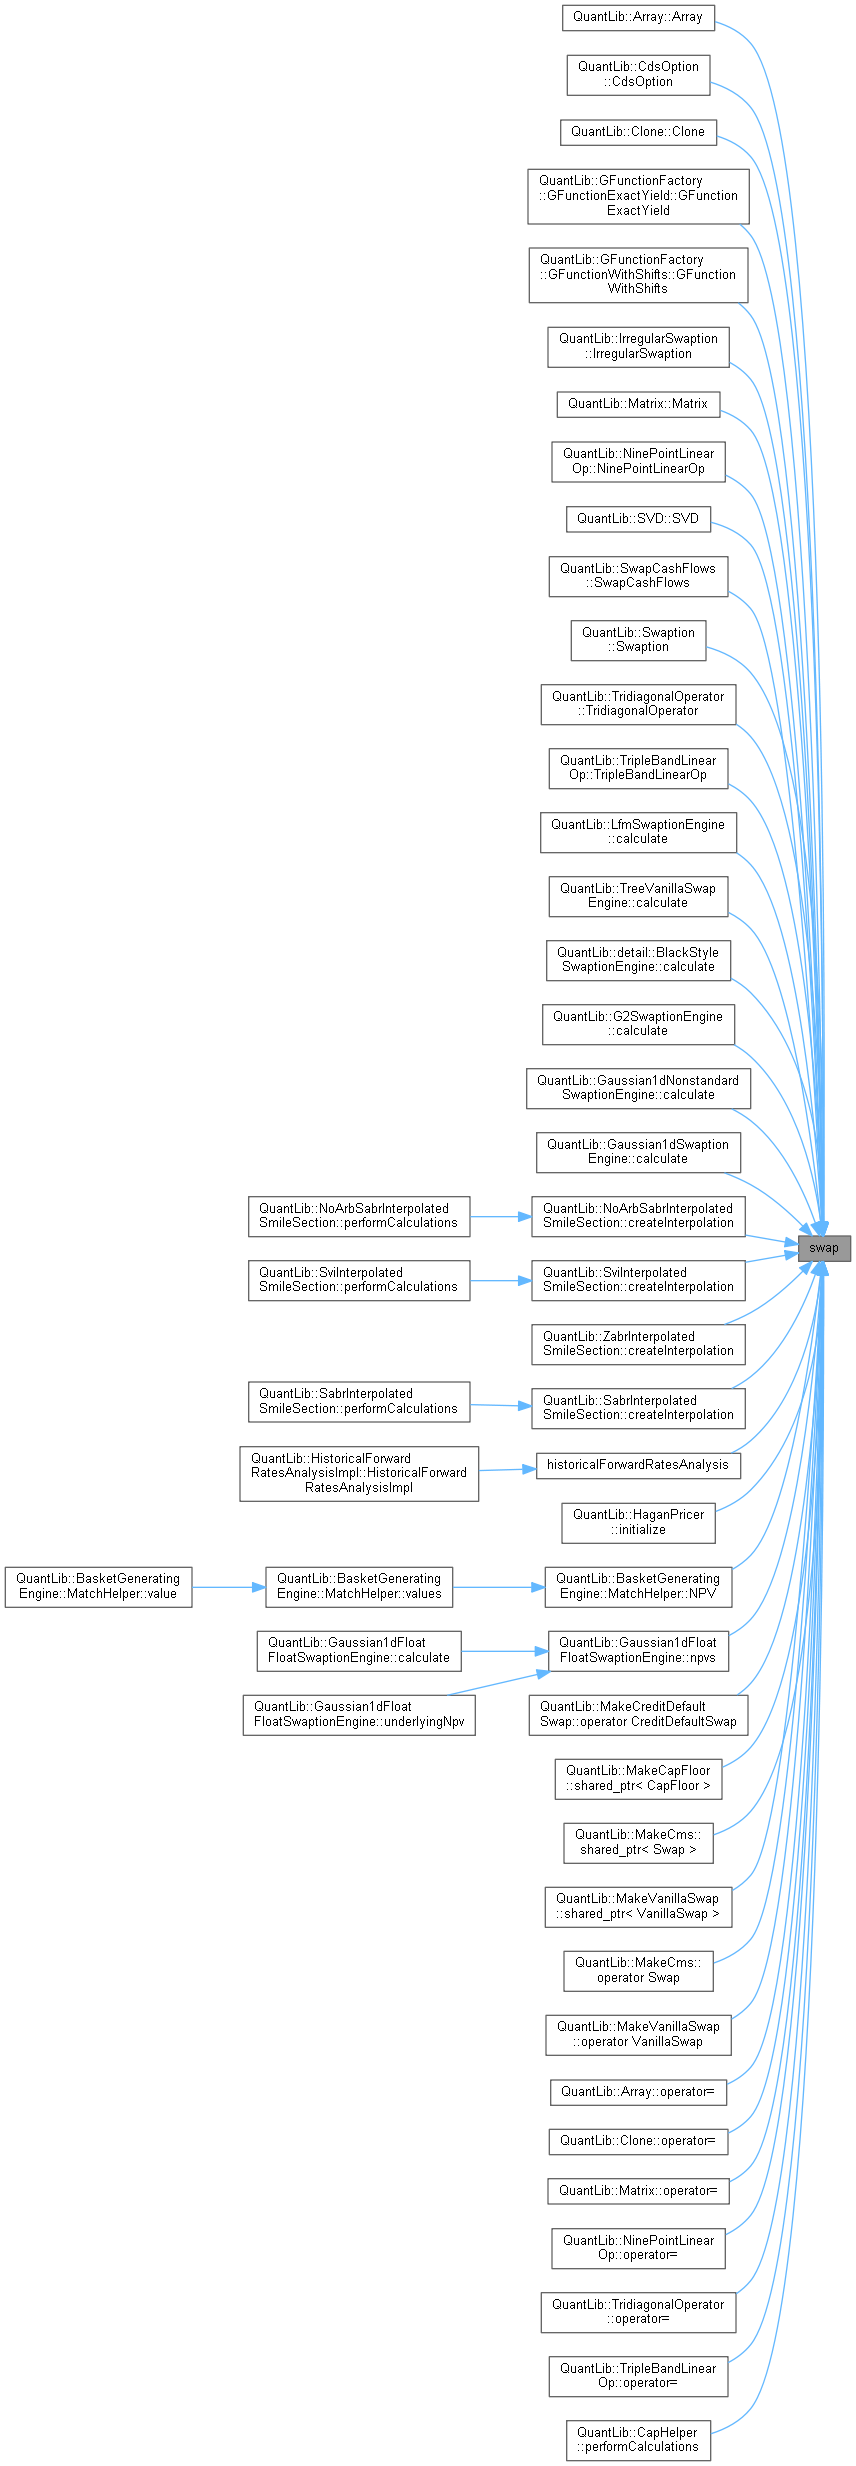 QuantLib::Array::Array
QuantLib::CdsOption
::CdsOption
QuantLib::Clone::Clone
QuantLib::GFunctionFactory
::GFunctionExactYield::GFunction
ExactYield
QuantLib::GFunctionFactory
::GFunctionWithShifts::GFunction
WithShifts
QuantLib::IrregularSwaption
::IrregularSwaption
QuantLib::Matrix::Matrix
QuantLib::NinePointLinear
Op::NinePointLinearOp
QuantLib::SVD::SVD
QuantLib::SwapCashFlows
::SwapCashFlows
QuantLib::Swaption
::Swaption
QuantLib::TridiagonalOperator
::TridiagonalOperator
QuantLib::TripleBandLinear
Op::TripleBandLinearOp
QuantLib::LfmSwaptionEngine
::calculate
QuantLib::TreeVanillaSwap
Engine::calculate
QuantLib::detail::BlackStyle
SwaptionEngine::calculate
QuantLib::G2SwaptionEngine
::calculate
QuantLib::Gaussian1dNonstandard
SwaptionEngine::calculate
QuantLib::Gaussian1dSwaption
Engine::calculate
QuantLib::NoArbSabrInterpolated
SmileSection::performCalculations
QuantLib::NoArbSabrInterpolated
SmileSection::createInterpolation
swap
QuantLib::SviInterpolated
SmileSection::performCalculations
QuantLib::SviInterpolated
SmileSection::createInterpolation
QuantLib::ZabrInterpolated
SmileSection::createInterpolation
QuantLib::SabrInterpolated
SmileSection::performCalculations
QuantLib::SabrInterpolated
SmileSection::createInterpolation
QuantLib::HistoricalForward
RatesAnalysisImpl::HistoricalForward
RatesAnalysisImpl
historicalForwardRatesAnalysis
QuantLib::HaganPricer
::initialize
QuantLib::BasketGenerating
Engine::MatchHelper::value
QuantLib::BasketGenerating
Engine::MatchHelper::values
QuantLib::BasketGenerating
Engine::MatchHelper::NPV
QuantLib::Gaussian1dFloat
FloatSwaptionEngine::calculate
QuantLib::Gaussian1dFloat
FloatSwaptionEngine::npvs
QuantLib::Gaussian1dFloat
FloatSwaptionEngine::underlyingNpv
QuantLib::MakeCreditDefault
Swap::operator CreditDefaultSwap
QuantLib::MakeCapFloor
::shared_ptr< CapFloor >
QuantLib::MakeCms::
shared_ptr< Swap >
QuantLib::MakeVanillaSwap
::shared_ptr< VanillaSwap >
QuantLib::MakeCms::
operator Swap
QuantLib::MakeVanillaSwap
::operator VanillaSwap
QuantLib::Array::operator=
QuantLib::Clone::operator=
QuantLib::Matrix::operator=
QuantLib::NinePointLinear
Op::operator=
QuantLib::TridiagonalOperator
::operator=
QuantLib::TripleBandLinear
Op::operator=
QuantLib::CapHelper
::performCalculations